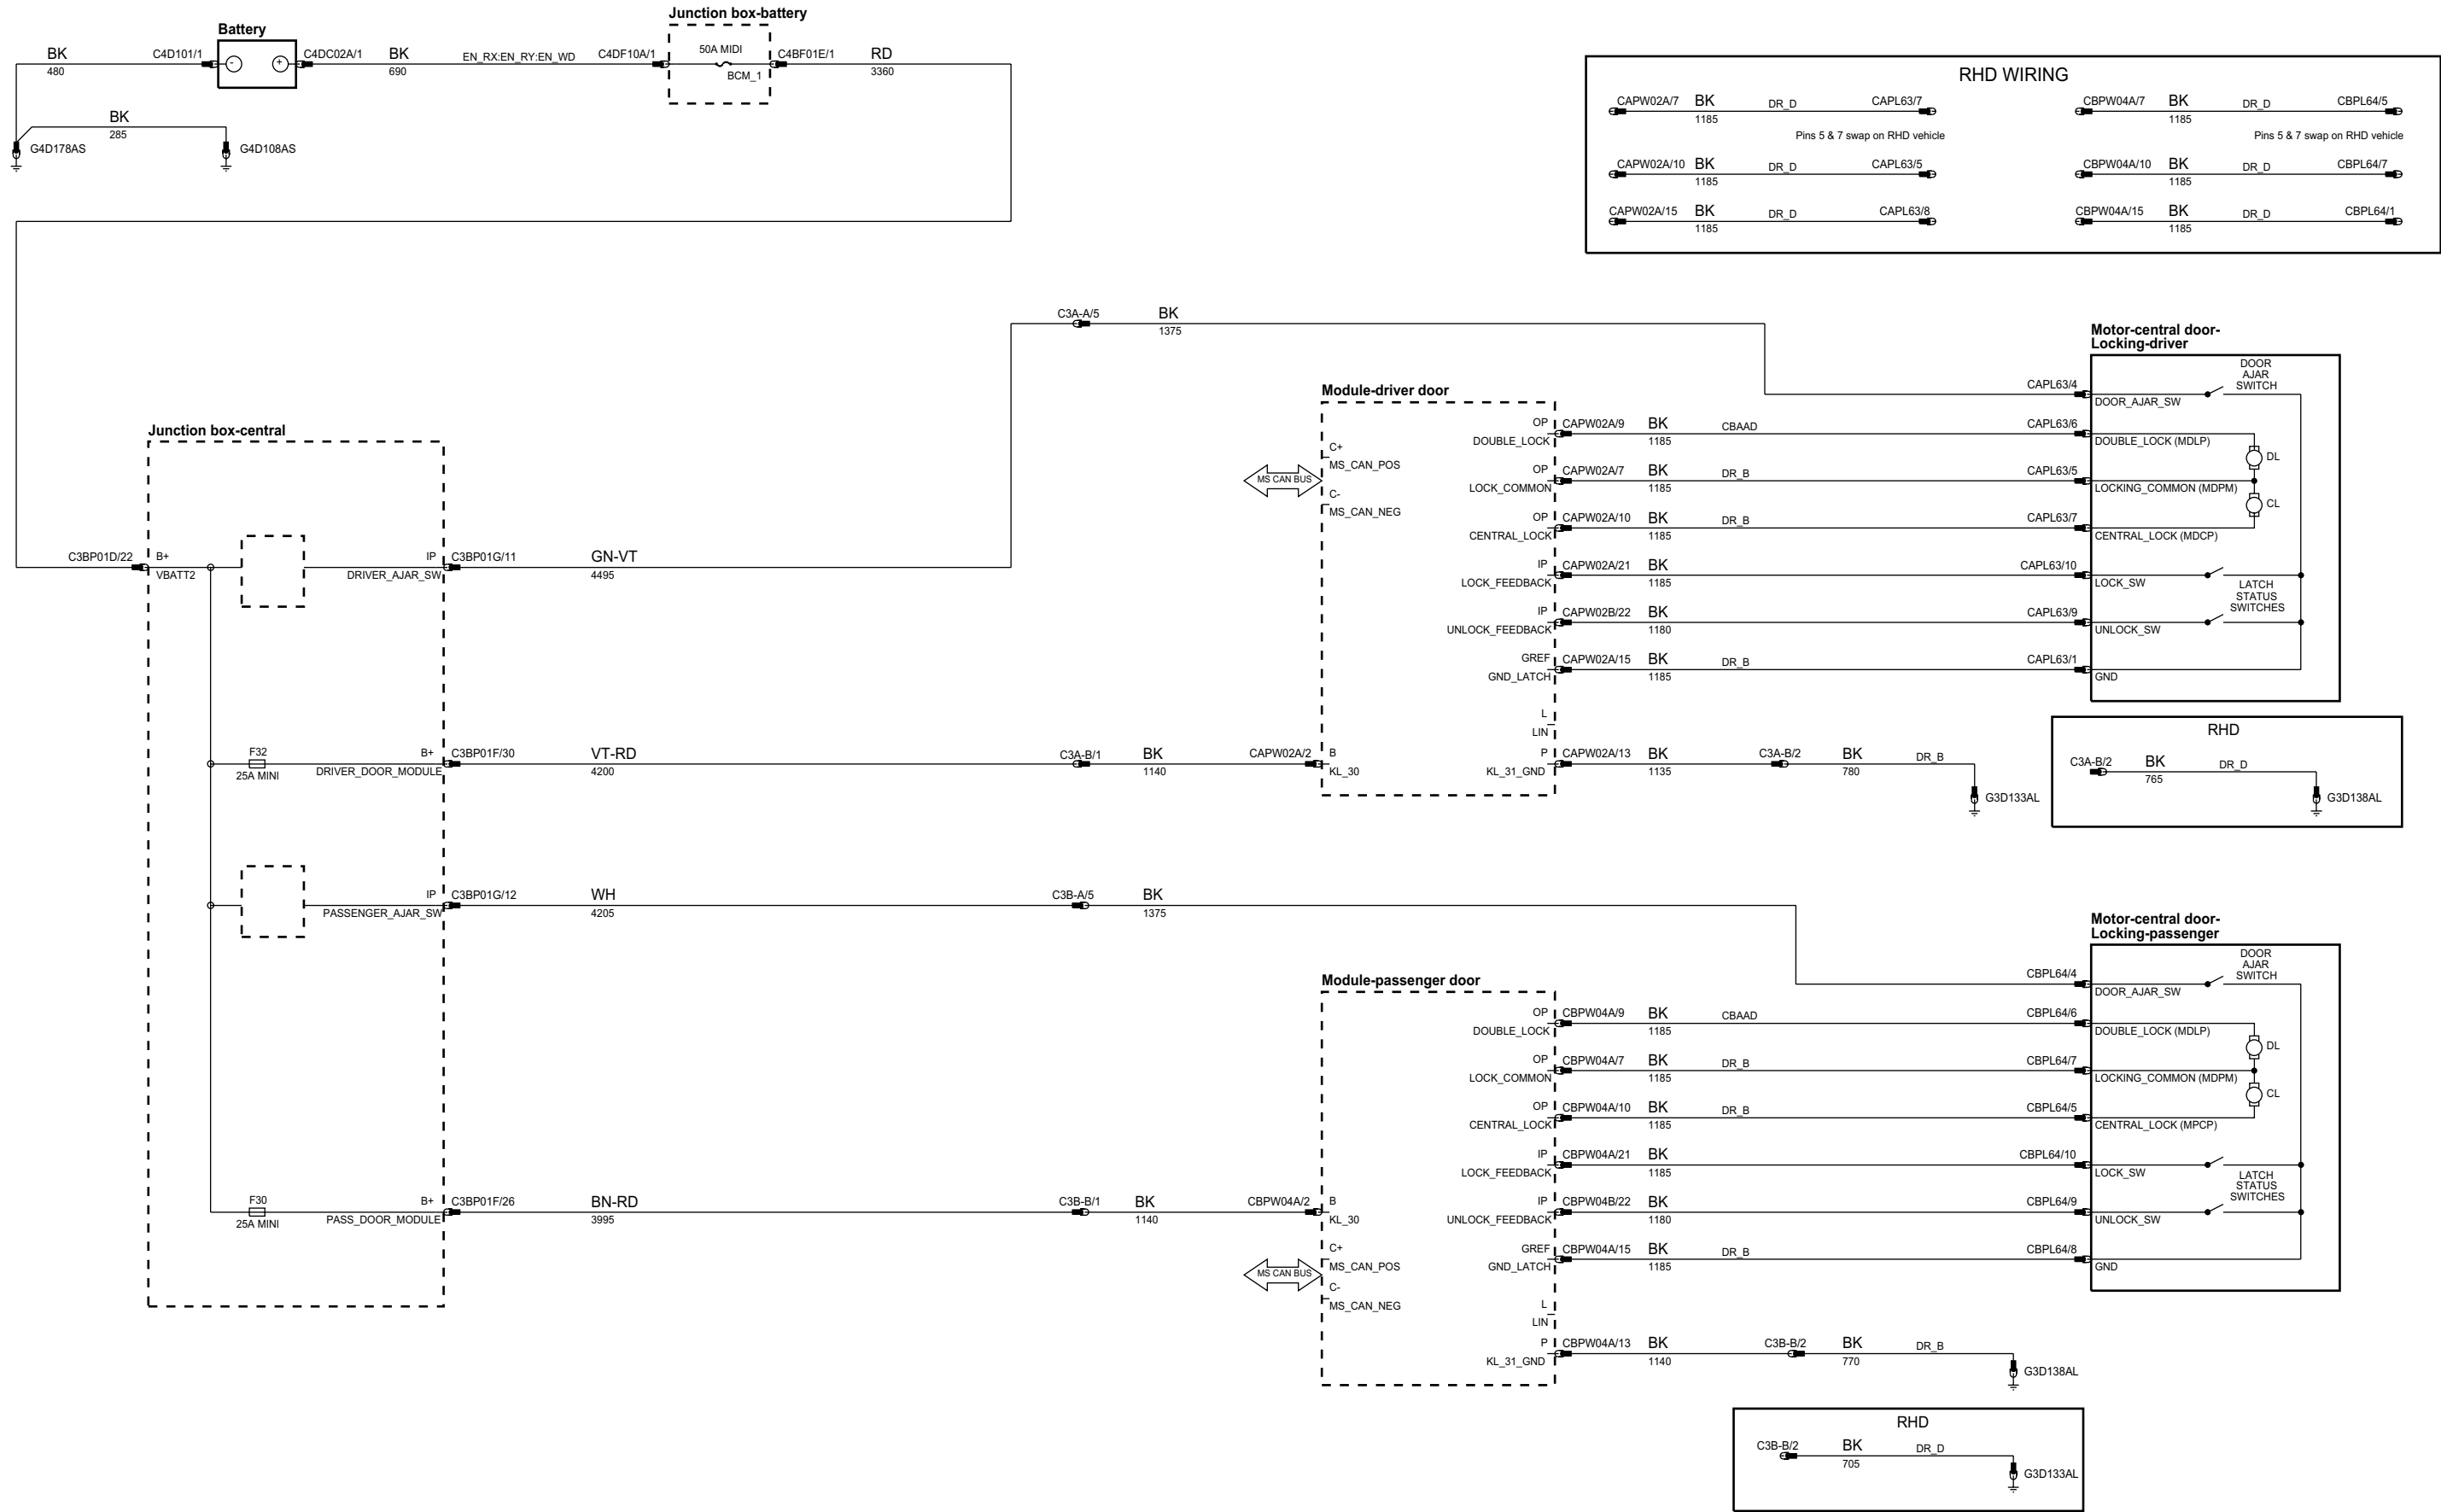 Junction box-battery
Battery
BK
480
C4D101/1
-
+
C4DC02A/1
BK
690
EN_RX:EN_RY:EN_WD
C4DF10A/1
50A MIDI
BCM_1
C4BF01E/1
RD
3360
BK
285
G4D178AS
G4D108AS
RHD WIRING
CAPW02A/7
BK
1185
DR_D
CAPL63/7
CBPW04A/7
BK
1185
DR_D
CBPL64/5
Pins 5 & 7 swap on RHD vehicle
Pins 5 & 7 swap on RHD vehicle
CAPW02A/10
BK
1185
DR_D
CAPL63/5
CBPW04A/10
BK
1185
DR_D
CBPL64/7
CAPW02A/15
BK
1185
DR_D
CAPL63/8
CBPW04A/15
BK
1185
DR_D
CBPL64/1
C3A-A/5
BK
1375
Motor-central door-
Locking-driver
DOOR
AJAR
SWITCH
CAPL63/4
DOOR_AJAR_SW
Module-driver door
OP
DOUBLE_LOCK
CAPW02A/9
BK
1185
CBAAD
CAPL63/6
DOUBLE_LOCK (MDLP)
DL
C+
MS_CAN_POS
MS CAN BUS
C-
MS_CAN_NEG
OP
LOCK_COMMON
CAPW02A/7
BK
1185
DR_B
CAPL63/5
LOCKING_COMMON (MDPM)
CL
OP
CENTRAL_LOCK
CAPW02A/10
BK
1185
DR_B
CAPL63/7
CENTRAL_LOCK (MDCP)
IP
LOCK_FEEDBACK
CAPW02A/21
BK
1185
CAPL63/10
LOCK_SW
LATCH
STATUS
SWITCHES
IP
UNLOCK_FEEDBACK
CAPW02B/22
BK
1180
CAPL63/9
UNLOCK_SW
GREF
GND_LATCH
CAPW02A/15
BK
1185
DR_B
CAPL63/1
GND
L
LIN
Junction box-central
C3BP01D/22
B+
VBATT2
IP
DRIVER_AJAR_SW
C3BP01G/11
GN-VT
4495
F32
25A MINI
B+
DRIVER_DOOR_MODULE
C3BP01F/30
VT-RD
4200
C3A-B/1
BK
1140
CAPW02A/2
B
KL_30
P
KL_31_GND
CAPW02A/13
BK
1135
C3A-B/2
BK
780
DR_B
G3D133AL
RHD
C3A-B/2
BK
765
DR_D
G3D138AL
IP
PASSENGER_AJAR_SW
C3BP01G/12
WH
4205
C3B-A/5
BK
1375
Motor-central door-
Locking-passenger
DOOR
AJAR
SWITCH
CBPL64/4
DOOR_AJAR_SW
Module-passenger door
OP
DOUBLE_LOCK
CBPW04A/9
BK
1185
CBAAD
CBPL64/6
DOUBLE_LOCK (MDLP)
DL
OP
LOCK_COMMON
CBPW04A/7
BK
1185
DR_B
CBPL64/7
LOCKING_COMMON (MDPM)
CL
OP
CENTRAL_LOCK
CBPW04A/10
BK
1185
DR_B
CBPL64/5
CENTRAL_LOCK (MPCP)
IP
LOCK_FEEDBACK
CBPW04A/21
BK
1185
CBPL64/10
LOCK_SW
LATCH
STATUS
SWITCHES
F30
25A MINI
B+
PASS_DOOR_MODULE
C3BP01F/26
BN-RD
3995
C3B-B/1
BK
1140
CBPW04A/2
B
KL_30
IP
UNLOCK_FEEDBACK
CBPW04B/22
BK
1180
CBPL64/9
UNLOCK_SW
C+
MS_CAN_POS
MS CAN BUS
C-
MS_CAN_NEG
GREF
GND_LATCH
CBPW04A/15
BK
1185
DR_B
CBPL64/8
GND
L
LIN
P
KL_31_GND
CBPW04A/13
BK
1140
C3B-B/2
BK
770
DR_B
G3D138AL
RHD
C3B-B/2
BK
705
DR_D
G3D133AL